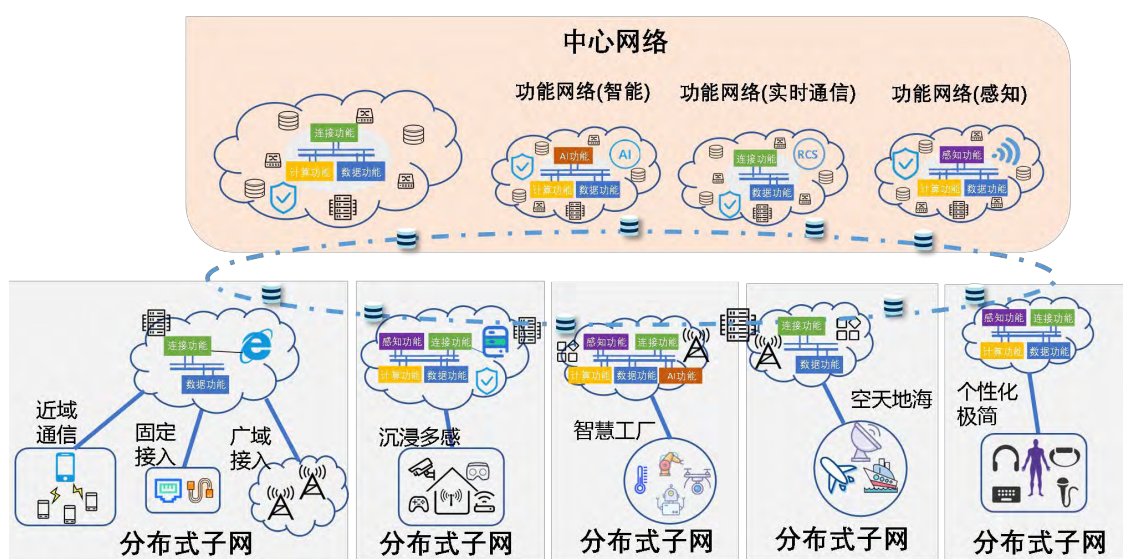 中心网络
功能网络(智能)
功能网络(实时通信)
功能网络(感知)
连接功能
计算功能
数据功能
AI功能
AI
计算功能
数据功能
连接功能
RCS
数据功能
感知功能
计算功能
数据功能
连接功能
数据功能
近域
通信
固定
接入
广域
接入
分布式子网
感知功能
连接功能
计算功能
数据功能
沉浸多感
分布式子网
感知功能
连接功能
计算功能
数据功能
AI功能
智慧工厂
分布式子网
连接功能
数据功能
空天地海
分布式子网
感知功能
连接功能
计算功能
数据功能
个性化
极简
分布式子网